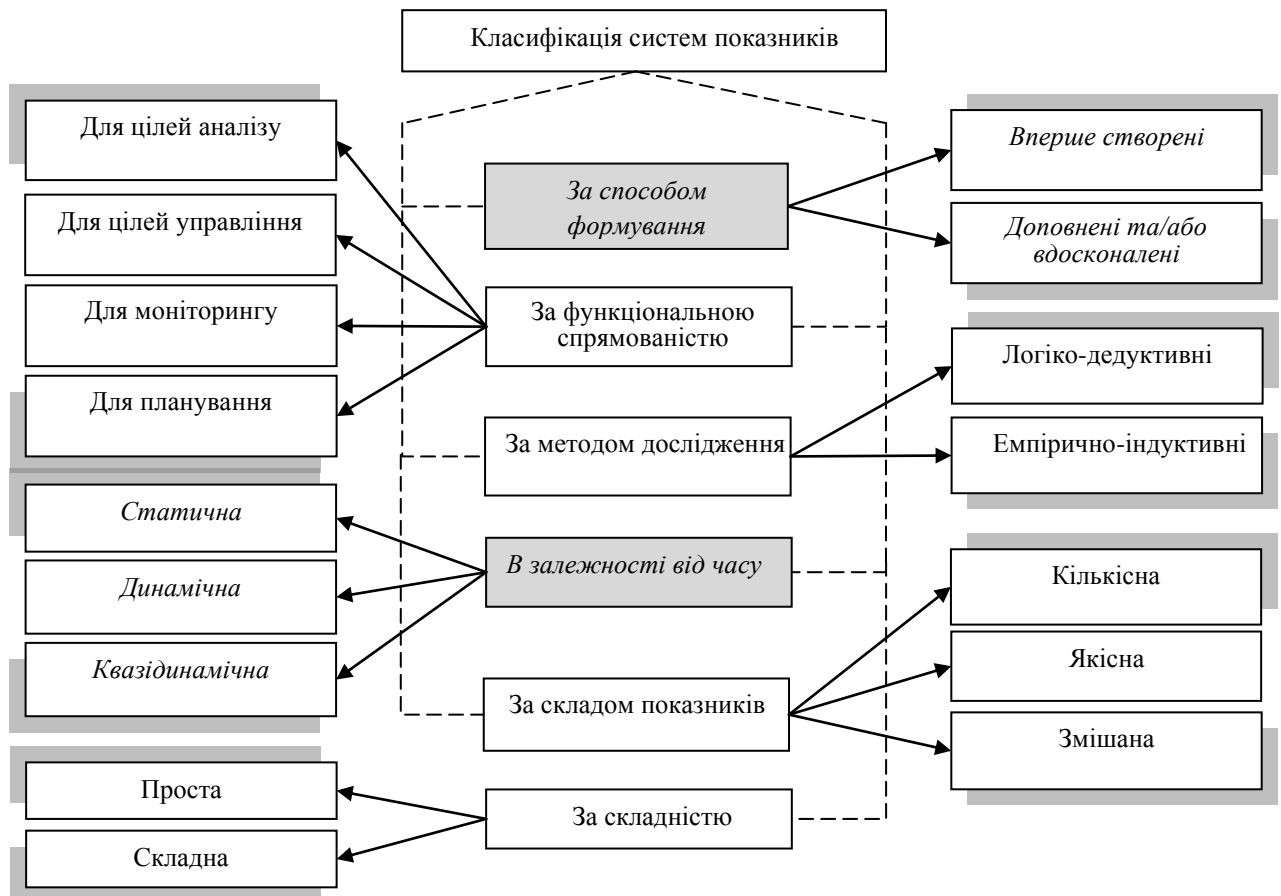 Класифікація систем показників
Для цілей аналізу
Для цілей управління
Для моніторингу
Для планування
Статична
Динамічна
Квазідинамічна
Проста
Складна
За способом
формування
За функціональною
спрямованістю
За методом дослідження
В залежності від часу
За складом показників
За складністю
Вперше створені
Доповнені та/або
вдосконалені
Логіко-дедуктивні
Емпірично-індуктивні
Кількісна
Якісна
Змішана